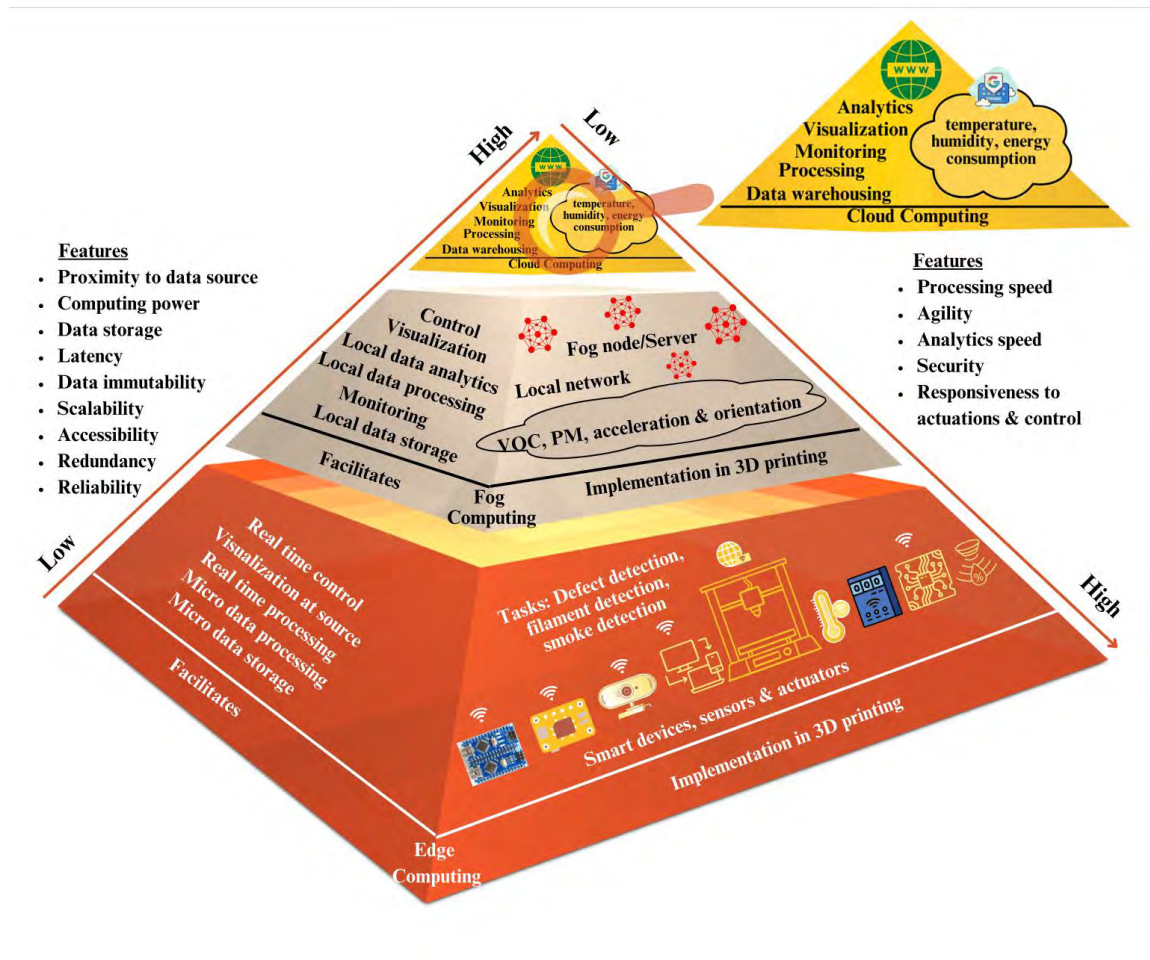 High
Low
WWW
Analytics
Visualization
Monitoring
Processing
Data warehousing
temperature,
humidity, energy
consumption
Cloud Computing
G
WWW
Analytics
Visualization
Monitoring
Processing
Data warehousing
temperature,
humidity, energy
consumption
Cloud Computing
Features
Proximity to data source
Computing power
Data storage
Latency
Data immutability
Scalability
Accessibility
Redundancy
Reliability
Features
Processing speed
Agility
Analytics speed
Security
Responsiveness to
actuations & control
Control
Visualization
Local data analytics
Local data processing
Monitoring
Local data storage
Facilitates
Fog node/Server
Local network
VOC, PM, acceleration & orientation
Implementation in 3D printing
Fog
Computing
Low
High
Real time control
Visualization at source
Real time processing
Micro data processing
Micro data storage
Facilitates
Tasks: Defect detection,
filament detection,
smoke detection
%
Smart devices, sensors & actuators
Implementation in 3D printing
Edge
Computing